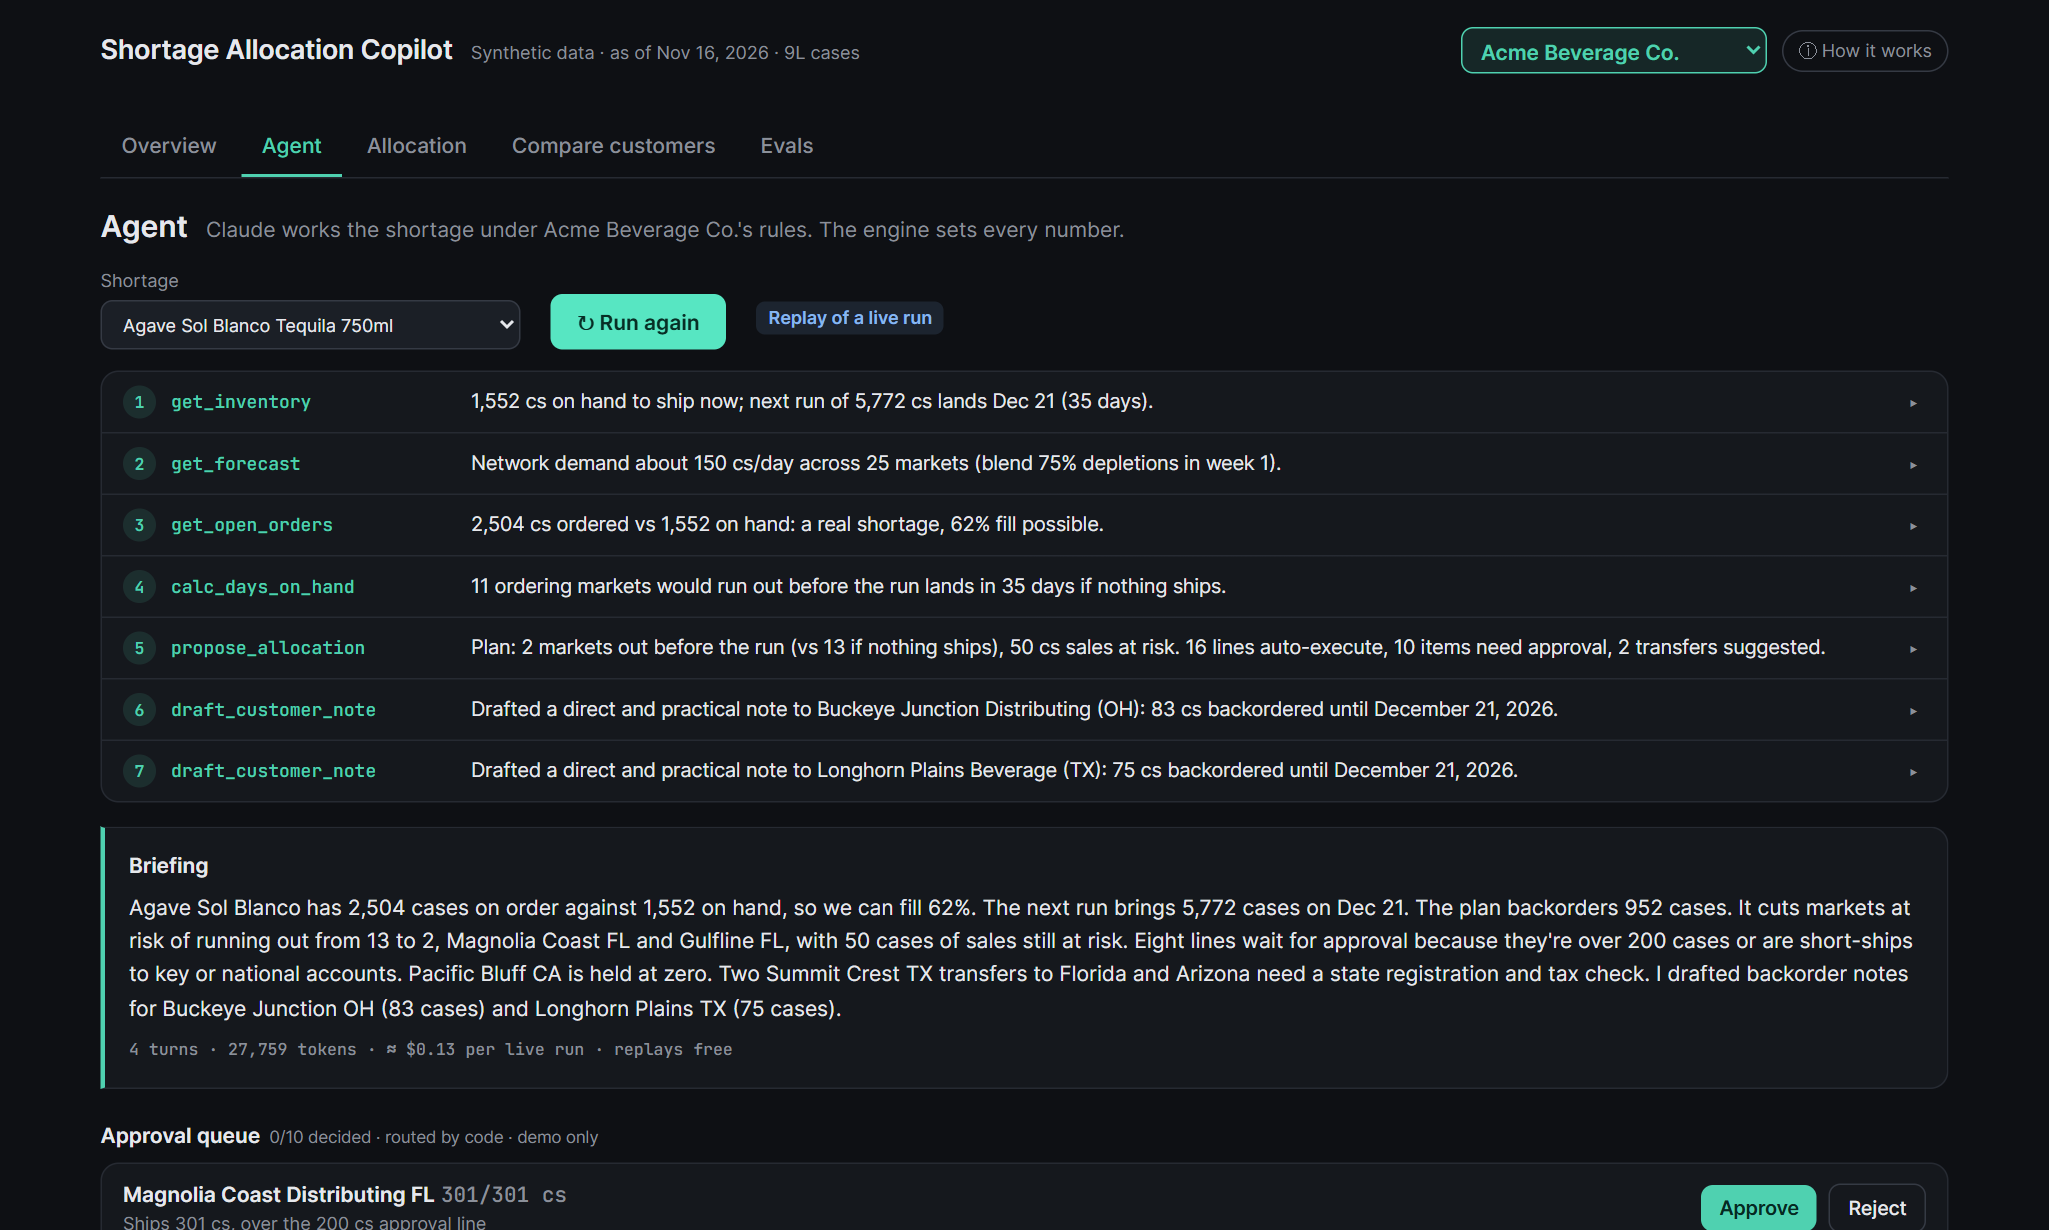 Shortage Allocation Copilot Synthetic data · as of Nov 16, 2026 · 9L cases
Acme Beverage Co.
ⓘ How it works
Overview Agent Allocation Compare customers Evals
Agent Claude works the shortage under Acme Beverage Co.'s rules. The engine sets every number.
Shortage
Agave Sol Blanco Tequila 750ml
↻ Run again
Replay of a live run
1 get_inventory 1,552 cs on hand to ship now; next run of 5,772 cs lands Dec 21 (35 days).
2 get_forecast Network demand about 150 cs/day across 25 markets (blend 75% depletions in week 1).
3 get_open_orders 2,504 cs ordered vs 1,552 on hand: a real shortage, 62% fill possible.
4 calc_days_on_hand 11 ordering markets would run out before the run lands in 35 days if nothing ships.
5 propose_allocation Plan: 2 markets out before the run (vs 13 if nothing ships), 50 cs sales at risk. 16 lines auto-execute, 10 items need approval, 2 transfers suggested.
6 draft_customer_note Drafted a direct and practical note to Buckeye Junction Distributing (OH): 83 cs backordered until December 21, 2026.
7 draft_customer_note Drafted a direct and practical note to Longhorn Plains Beverage (TX): 75 cs backordered until December 21, 2026.
Briefing
Agave Sol Blanco has 2,504 cases on order against 1,552 on hand, so we can fill 62%. The next run brings 5,772 cases on Dec 21. The plan backorders 952 cases. It cuts markets at
risk of running out from 13 to 2, Magnolia Coast FL and Gulfline FL, with 50 cases of sales still at risk. Eight lines wait for approval because they're over 200 cases or are short-ships
to key or national accounts. Pacific Bluff CA is held at zero. Two Summit Crest TX transfers to Florida and Arizona need a state registration and tax check. I drafted backorder notes
for Buckeye Junction OH (83 cases) and Longhorn Plains TX (75 cases).
4 turns · 27,759 tokens · ≈ $0.13 per live run · replays free
Approval queue 0/10 decided · routed by code · demo only
Magnolia Coast Distributing FL 301/301 cs
Ships 301 cs, over the 200 cs approval line
Approve Reject